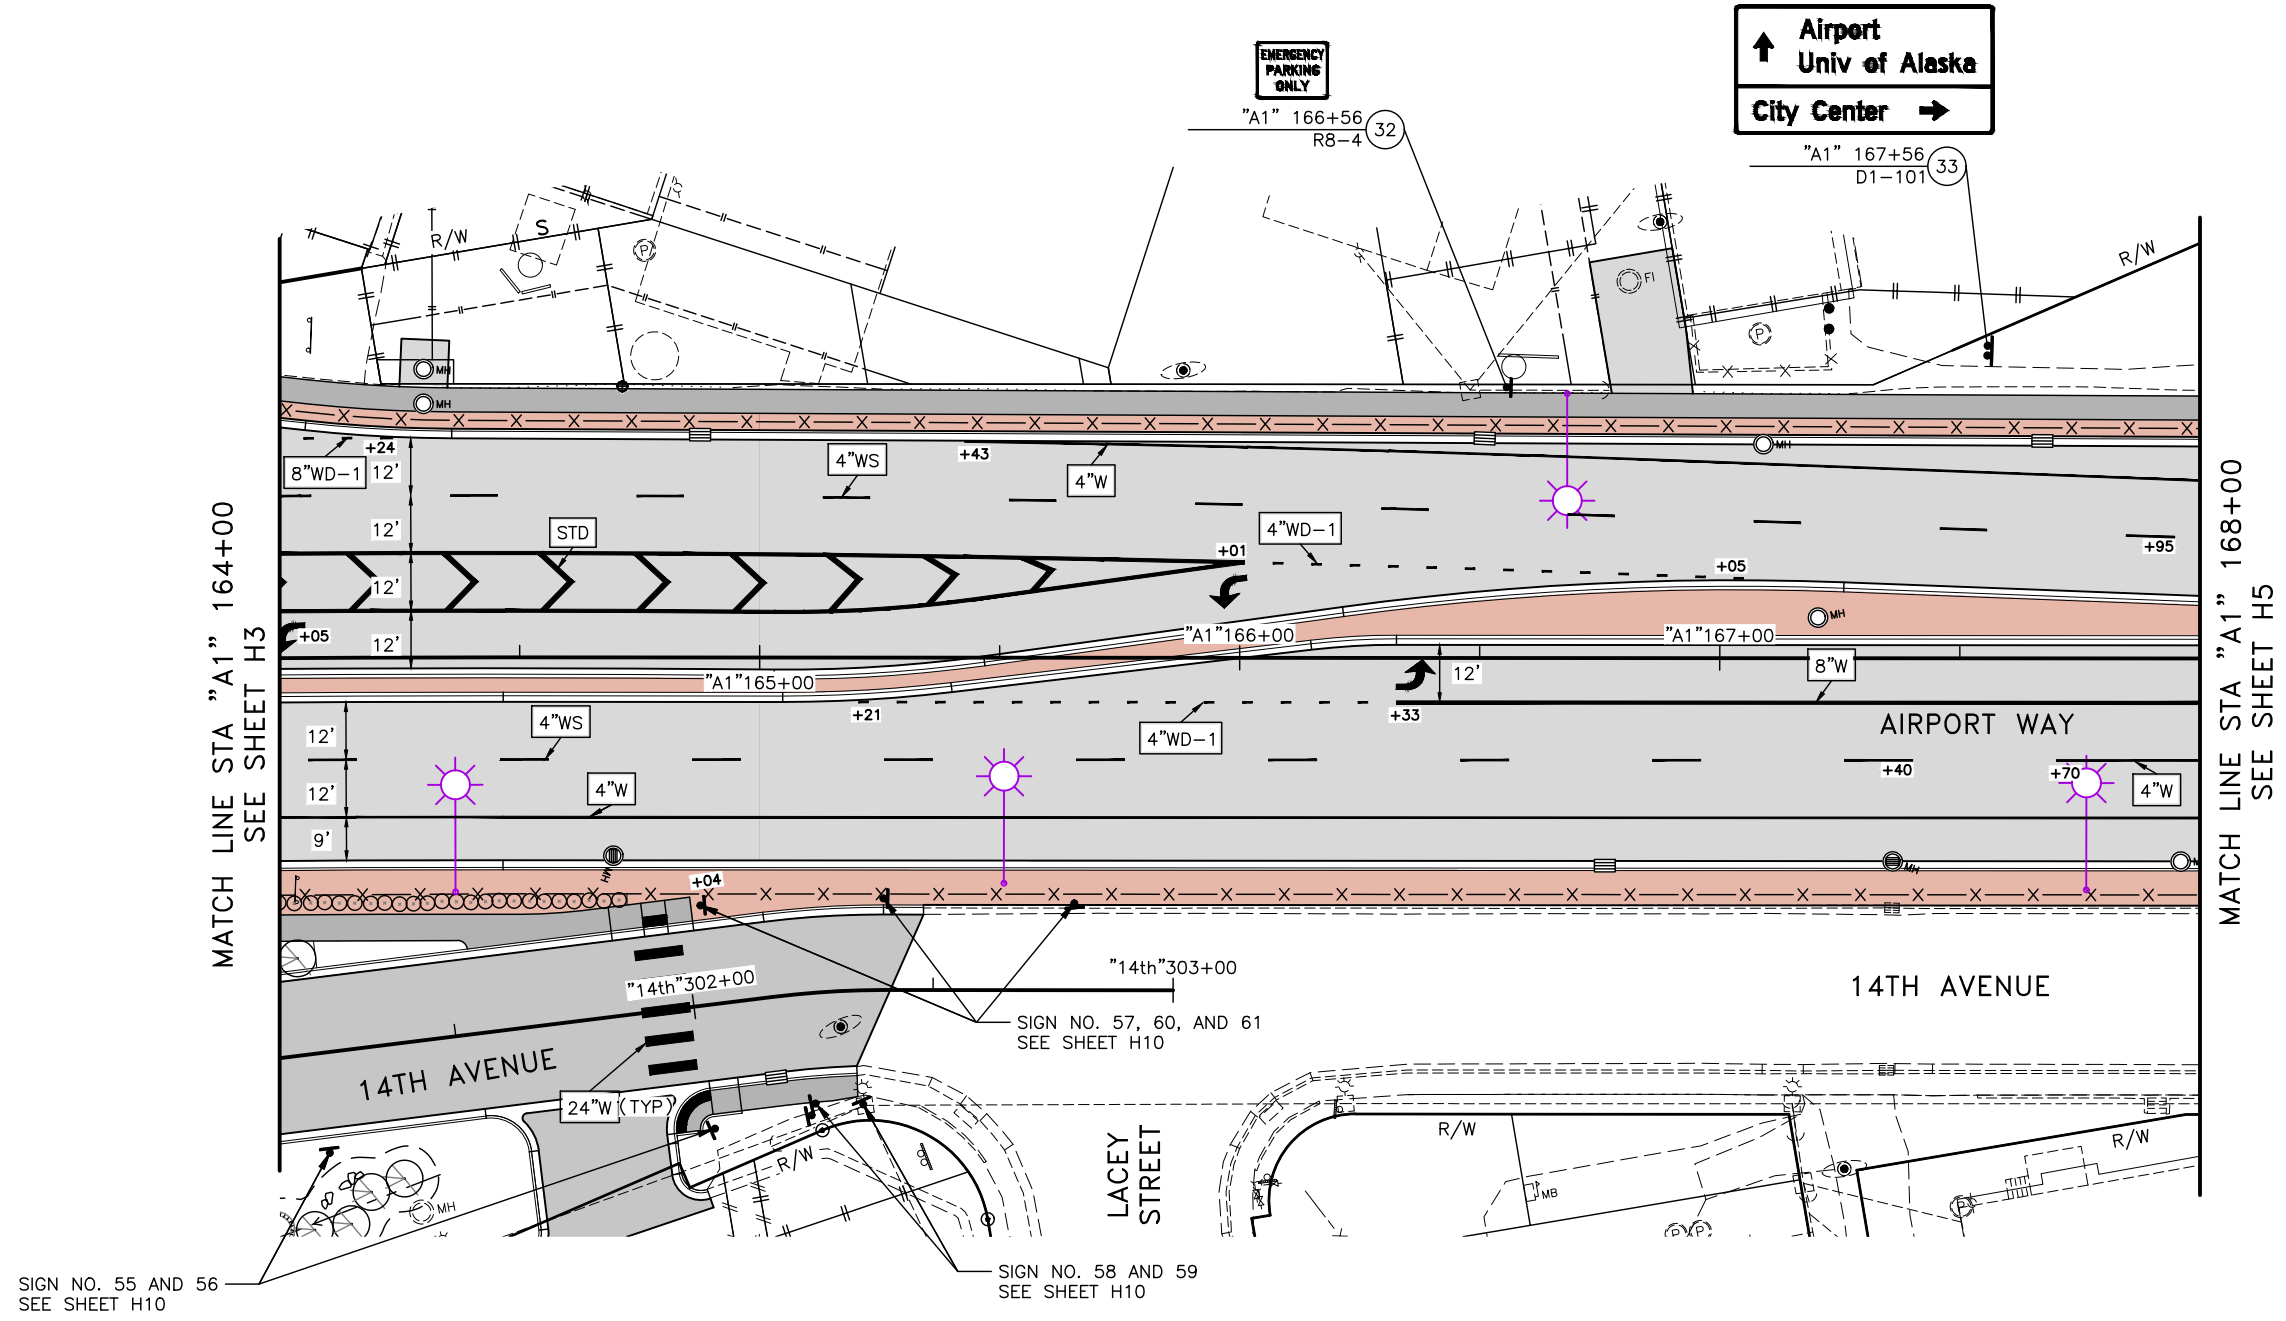 Airport
Univ of Alaska
City Center
EMERGENCY
PARKING
ONLY
"A1" 166+56
R8-4
32
"A1" 167+56
D1-101
33
R/W
S
P
FI
P
R/W
MH
MH
+24
8"WD-1
12'
4"WS
+43
4"W
MH
12'
STD
+01
4"WD-1
+05
+95
12'
MH
+05
12'
"A1"166+00
"A1"167+00
"A1"165+00
12'
8"W
4"WS
+21
4"WD-1
+33
AIRPORT WAY
12'
12'
4"W
+40
+70
4"W
9'
MH
MH
M
+04
MATCH LINE STA "A1" 164+00
SEE SHEET H3
MATCH LINE STA "A1" 168+00
SEE SHEET H5
"14th"302+00
"14th"303+00
14TH AVENUE
SIGN NO. 57, 60, AND 61
SEE SHEET H10
14TH AVENUE
24"W (TYP)
R/W
LACEY
STREET
R/W
R/W
MH
MB
P
P
P
SIGN NO. 55 AND 56
SEE SHEET H10
SIGN NO. 58 AND 59
SEE SHEET H10